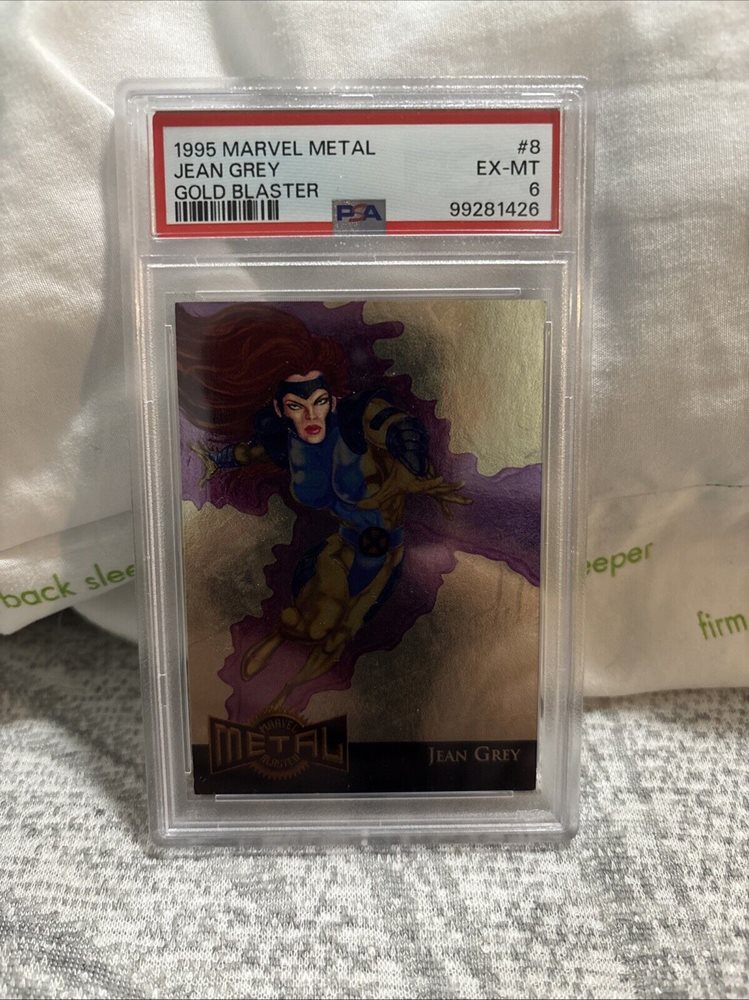 1995 MARVEL METAL #8
JEAN GREY EX-MT
GOLD BLASTER 6
PSA 99281426
back slee
eeper
firm
MARVEL
METAL
BLASTER
JEAN GREY